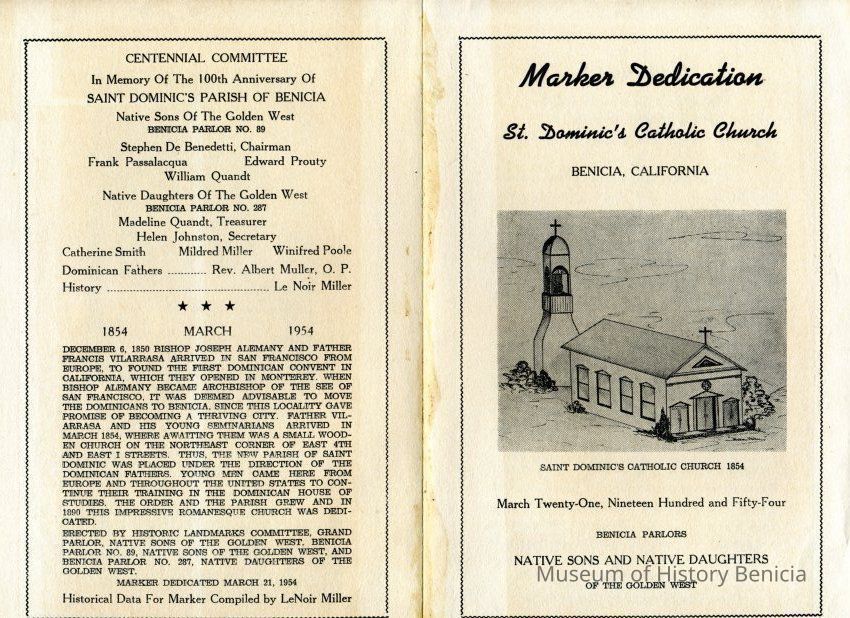 CENTENNIAL COMMITTEE
In Memory Of The 100th Anniversary Of
SAINT DOMINIC'S PARISH OF BENICIA
Native Sons Of The Golden West
BENICIA PARLOR NO. 89
Stephen De Benedetti, Chairman
Frank Passalacqua Edward Prouty
William Quandt
Native Daughters Of The Golden West
BENICIA PARLOR NO. 287
Madeline Quandt, Treasurer
Helen Johnston, Secretary
Catherine Smith Mildred Miller Winifred Poole
Dominican Fathers ........... Rev. Albert Muller, O. P.
History ............................................. Le Noir Miller
★ ★ ★
1854 MARCH 1954
DECEMBER 6, 1850 BISHOP JOSEPH ALEMANY AND FATHER
FRANCIS VILARRASA ARRIVED IN SAN FRANCISCO FROM
EUROPE, TO FOUND THE FIRST DOMINICAN CONVENT IN
CALIFORNIA, WHICH THEY OPENED IN MONTEREY. WHEN
BISHOP ALEMANY BECAME ARCHBISHOP OF THE SEE OF
SAN FRANCISCO, IT WAS DEEMED ADVISABLE TO MOVE
THE DOMINICANS TO BENICIA, SINCE THIS LOCALITY GAVE
PROMISE OF BECOMING A THRIVING CITY. FATHER VIL-
ARRASA AND HIS YOUNG SEMINARIANS ARRIVED IN
MARCH 1854, WHERE AWAITING THEM WAS A SMALL WOOD-
EN CHURCH ON THE NORTHEAST CORNER OF EAST 4TH
AND EAST I STREETS. THUS, THE NEW PARISH OF SAINT
DOMINIC WAS PLACED UNDER THE DIRECTION OF THE
DOMINICAN FATHERS. YOUNG MEN CAME HERE FROM
EUROPE AND THROUGHOUT THE UNITED STATES TO CON-
TINUE THEIR TRAINING IN THE DOMINICAN HOUSE OF
STUDIES. THE ORDER AND THE PARISH GREW AND IN
1890 THIS IMPRESSIVE ROMANESQUE CHURCH WAS DEDI-
CATED.
ERECTED BY HISTORIC LANDMARKS COMMITTEE, GRAND
PARLOR, NATIVE SONS OF THE GOLDEN WEST, BENICIA
PARLOR NO. 89, NATIVE SONS OF THE GOLDEN WEST, AND
BENICIA PARLOR NO. 287, NATIVE DAUGHTERS OF THE
GOLDEN WEST.
MARKER DEDICATED MARCH 21, 1954
Historical Data For Marker Compiled by LeNoir Miller
Marker Dedication
St. Dominic's Catholic Church
BENICIA, CALIFORNIA
SAINT DOMINIC'S CATHOLIC CHURCH 1854
March Twenty-One, Nineteen Hundred and Fifty-Four
BENICIA PARLORS
NATIVE SONS AND NATIVE DAUGHTERS
OF THE GOLDEN WEST
Museum of History Benicia